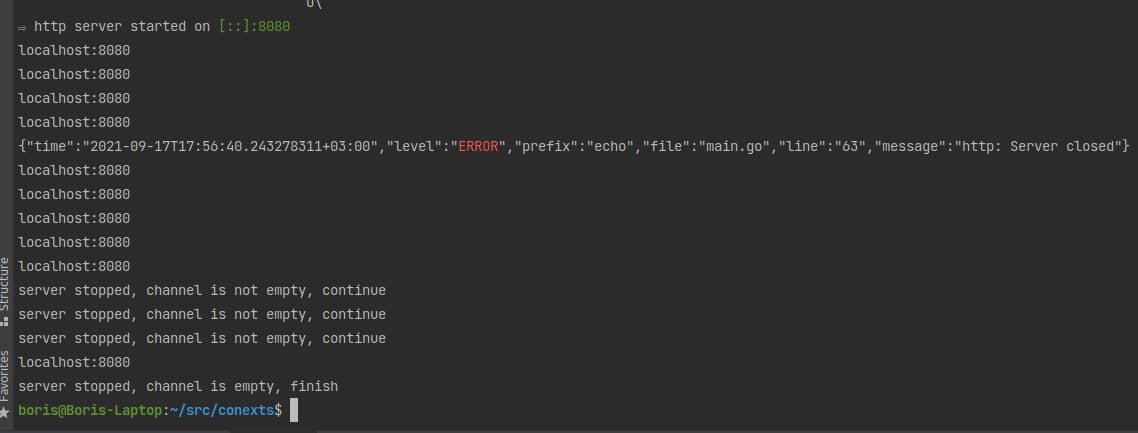 ⇨ http server started on [::]:8080
localhost:8080
localhost:8080
localhost:8080
localhost:8080
{"time":"2021-09-17T17:56:40.243278311+03:00","level":"ERROR","prefix":"echo","file":"main.go","line":"63","message":"http: Server closed"}
localhost:8080
localhost:8080
localhost:8080
localhost:8080
localhost:8080
server stopped, channel is not empty, continue
server stopped, channel is not empty, continue
server stopped, channel is not empty, continue
localhost:8080
server stopped, channel is empty, finish
boris@Boris-Laptop:~/src/conexts$
Structure
Favorites